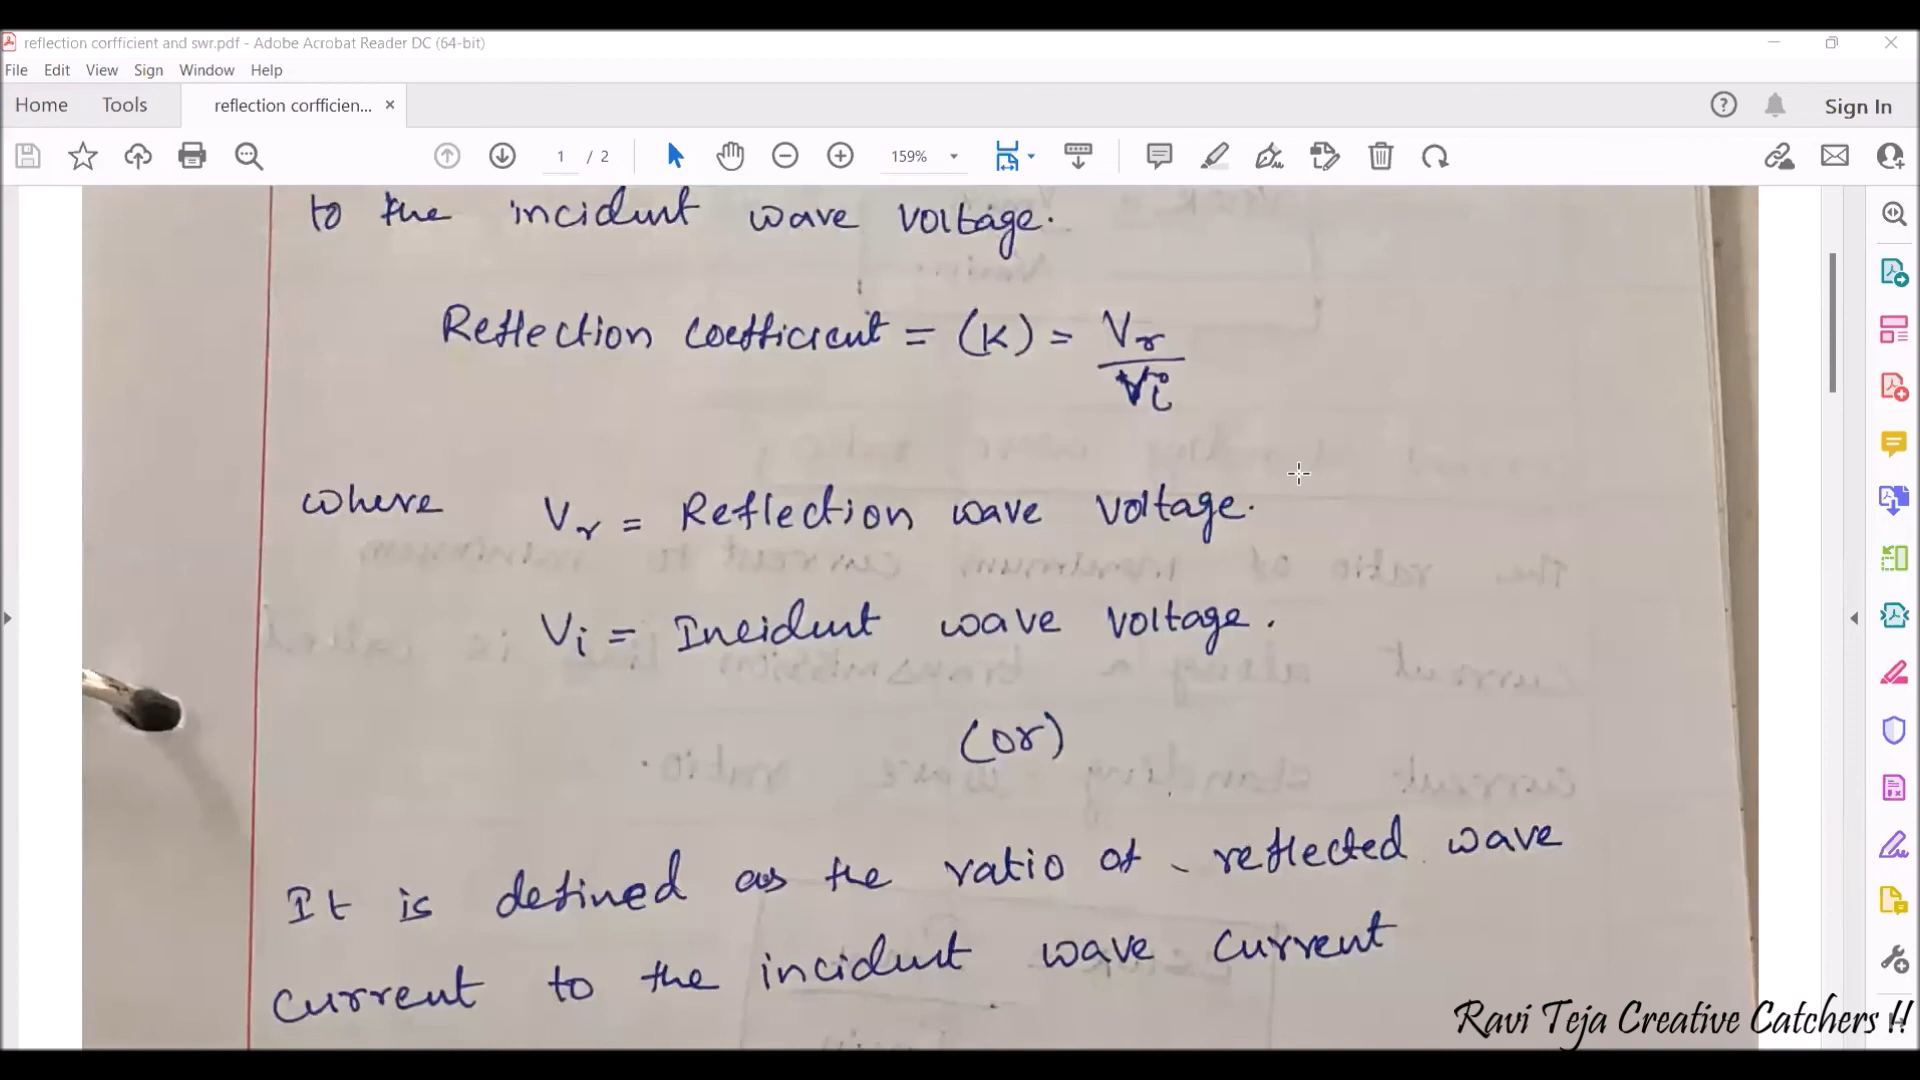 reflection corfficient and swr.pdf - Adobe Acrobat Reader DC (64-bit)
File Edit View Sign Window Help
Home Tools reflection corfficien... × Sign In
1 / 2 159%
to the incident wave voltage.
Reflection coefficient = (K) = Vr / Vi
where Vr = Reflection wave voltage.
Vi = Incident wave voltage.
(or)
It is defined as the ratio of reflected wave
current to the incident wave current
Ravi Teja Creative Catchers !!